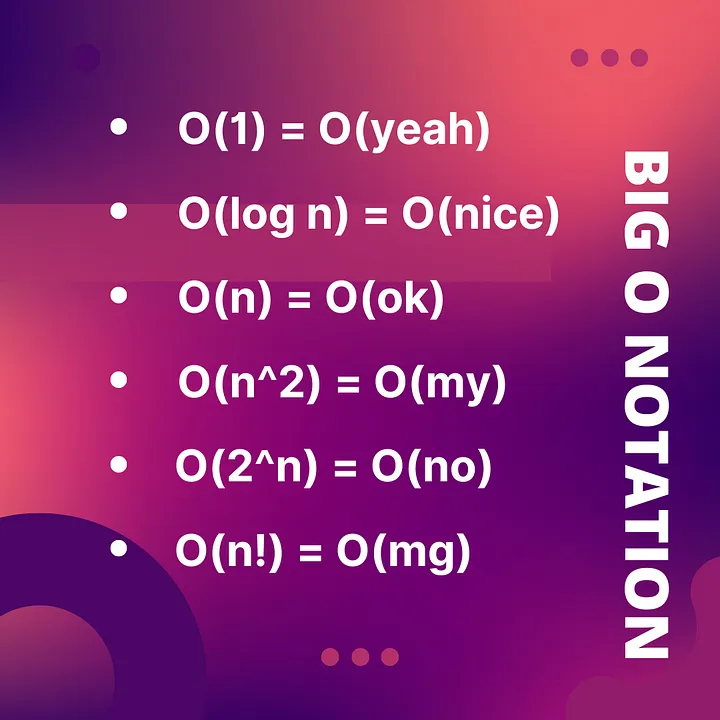 • O(1) = O(yeah)
• O(log n) = O(nice)
• O(n) = O(ok)
• O(n^2) = O(my)
• O(2^n) = O(no)
• O(n!) = O(mg)
BIG O NOTATION